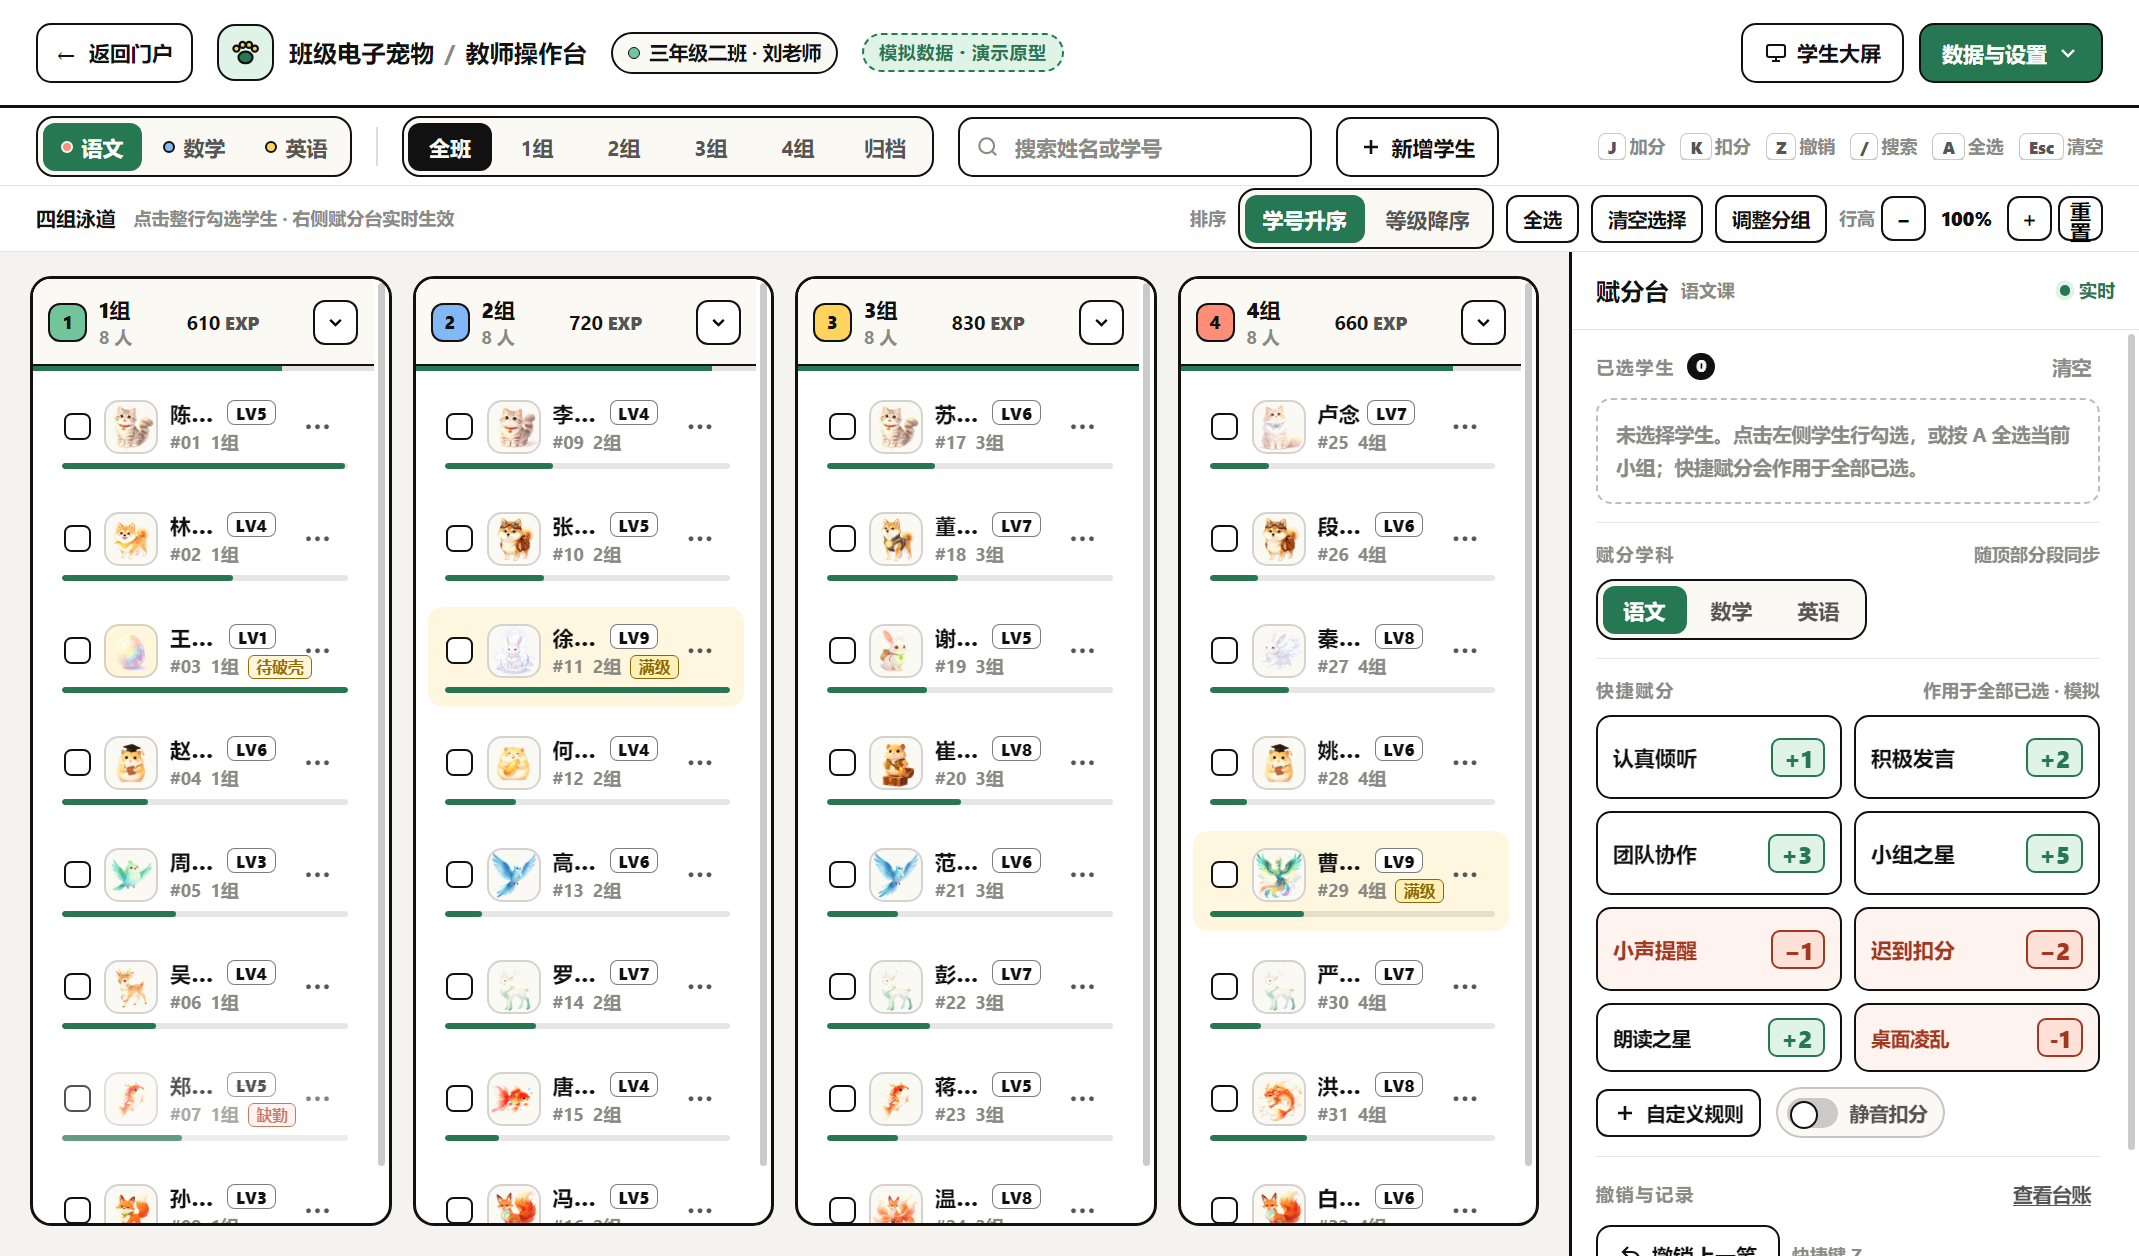 ← 返回门户
班级电子宠物 / 教师操作台
三年级二班 · 刘老师
模拟数据 · 演示原型
学生大屏
数据与设置
语文 数学 英语
全班 1组 2组 3组 4组 归档
搜索姓名或学号
+ 新增学生
J 加分 K 扣分 Z 撤销 / 搜索 A 全选 Esc 清空
四组泳道 点击整行勾选学生 · 右侧赋分台实时生效
排序 学号升序 等级降序 全选 清空选择 调整分组 行高 − 100% + 重置
1 1组 8 人 610 EXP
陈... LV5
#01 1组
林... LV4
#02 1组
王... LV1
#03 1组 待破壳
赵... LV6
#04 1组
周... LV3
#05 1组
吴... LV4
#06 1组
郑... LV5
#07 1组 缺勤
孙... LV3
2 2组 8 人 720 EXP
李... LV4
#09 2组
张... LV5
#10 2组
徐... LV9
#11 2组 满级
何... LV4
#12 2组
高... LV6
#13 2组
罗... LV7
#14 2组
唐... LV4
#15 2组
冯... LV5
3 3组 8 人 830 EXP
苏... LV6
#17 3组
董... LV7
#18 3组
谢... LV5
#19 3组
崔... LV8
#20 3组
范... LV6
#21 3组
彭... LV7
#22 3组
蒋... LV5
#23 3组
温... LV8
4 4组 8 人 660 EXP
卢念 LV7
#25 4组
段... LV6
#26 4组
秦... LV8
#27 4组
姚... LV6
#28 4组
曹... LV9
#29 4组 满级
严... LV7
#30 4组
洪... LV8
#31 4组
白... LV6
赋分台 语文课 实时
已选学生 0 清空
未选择学生。点击左侧学生行勾选，或按 A 全选当前
小组；快捷赋分会作用于全部已选。
赋分学科 随顶部分段同步
语文 数学 英语
快捷赋分 作用于全部已选 · 模拟
认真倾听 +1
积极发言 +2
团队协作 +3
小组之星 +5
小声提醒 −1
迟到扣分 −2
朗读之星 +2
桌面凌乱 -1
+ 自定义规则 静音扣分
撤销与记录 查看台账
撤销上一笔 快捷键 Z